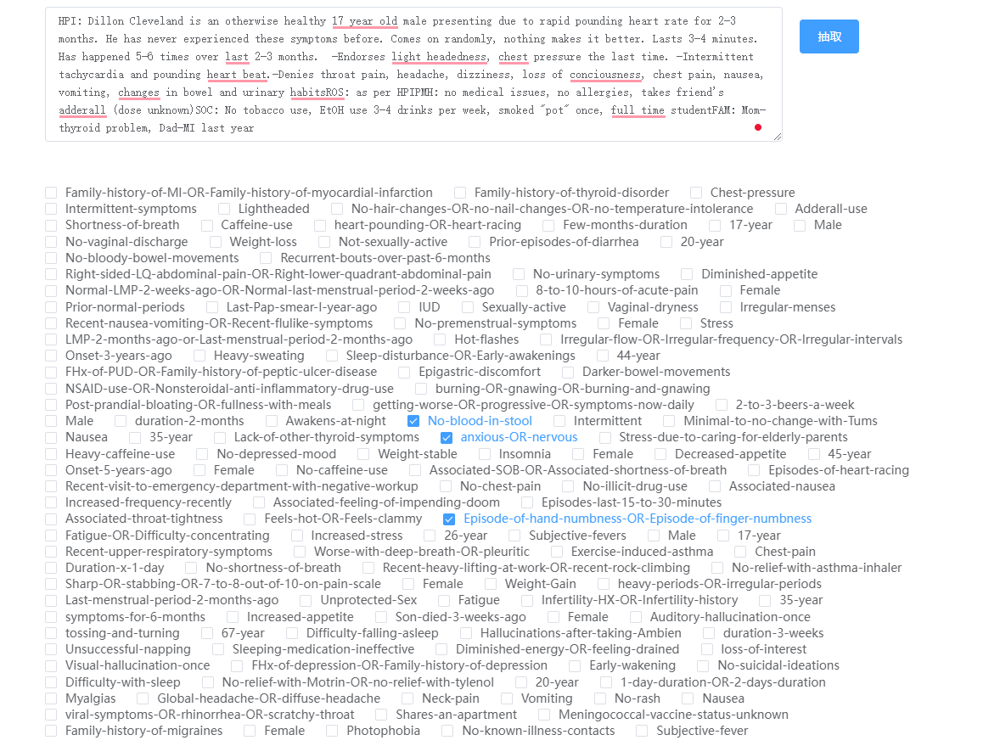 HPI: Dillon Cleveland is an otherwise healthy 17 year old male presenting due to rapid pounding heart rate for 2-3
months. He has never experienced these symptoms before. Comes on randomly, nothing makes it better. Lasts 3-4 minutes.
Has happened 5-6 times over last 2-3 months.  -Endorses light headedness, chest pressure the last time. -Intermittent
tachycardia and pounding heart beat.-Denies throat pain, headache, dizziness, loss of conciousness, chest pain, nausea,
vomiting, changes in bowel and urinary habitsROS: as per HPIPMH: no medical issues, no allergies, takes friend's
adderall (dose unknown)SOC: No tobacco use, EtOH use 3-4 drinks per week, smoked "pot" once, full time studentFAM: Mom-
thyroid problem, Dad-MI last year
抽取
Family-history-of-MI-OR-Family-history-of-myocardial-infarction Family-history-of-thyroid-disorder Chest-pressure
Intermittent-symptoms Lightheaded No-hair-changes-OR-no-nail-changes-OR-no-temperature-intolerance Adderall-use
Shortness-of-breath Caffeine-use heart-pounding-OR-heart-racing Few-months-duration 17-year Male
No-vaginal-discharge Weight-loss Not-sexually-active Prior-episodes-of-diarrhea 20-year
No-bloody-bowel-movements Recurrent-bouts-over-past-6-months
Right-sided-LQ-abdominal-pain-OR-Right-lower-quadrant-abdominal-pain No-urinary-symptoms Diminished-appetite
Normal-LMP-2-weeks-ago-OR-Normal-last-menstrual-period-2-weeks-ago 8-to-10-hours-of-acute-pain Female
Prior-normal-periods Last-Pap-smear-I-year-ago IUD Sexually-active Vaginal-dryness Irregular-menses
Recent-nausea-vomiting-OR-Recent-flulike-symptoms No-premenstrual-symptoms Female Stress
LMP-2-months-ago-or-Last-menstrual-period-2-months-ago Hot-flashes Irregular-flow-OR-Irregular-frequency-OR-Irregular-intervals
Onset-3-years-ago Heavy-sweating Sleep-disturbance-OR-Early-awakenings 44-year
FHx-of-PUD-OR-Family-history-of-peptic-ulcer-disease Epigastric-discomfort Darker-bowel-movements
NSAID-use-OR-Nonsteroidal-anti-inflammatory-drug-use burning-OR-gnawing-OR-burning-and-gnawing
Post-prandial-bloating-OR-fullness-with-meals getting-worse-OR-progressive-OR-symptoms-now-daily 2-to-3-beers-a-week
Male duration-2-months Awakens-at-night No-blood-in-stool Intermittent Minimal-to-no-change-with-Tums
Nausea 35-year Lack-of-other-thyroid-symptoms anxious-OR-nervous Stress-due-to-caring-for-elderly-parents
Heavy-caffeine-use No-depressed-mood Weight-stable Insomnia Female Decreased-appetite 45-year
Onset-5-years-ago Female No-caffeine-use Associated-SOB-OR-Associated-shortness-of-breath Episodes-of-heart-racing
Recent-visit-to-emergency-department-with-negative-workup No-chest-pain No-illicit-drug-use Associated-nausea
Increased-frequency-recently Associated-feeling-of-impending-doom Episodes-last-15-to-30-minutes
Associated-throat-tightness Feels-hot-OR-Feels-clammy Episode-of-hand-numbness-OR-Episode-of-finger-numbness
Fatigue-OR-Difficulty-concentrating Increased-stress 26-year Subjective-fevers Male 17-year
Recent-upper-respiratory-symptoms Worse-with-deep-breath-OR-pleuritic Exercise-induced-asthma Chest-pain
Duration-x-1-day No-shortness-of-breath Recent-heavy-lifting-at-work-OR-recent-rock-climbing No-relief-with-asthma-inhaler
Sharp-OR-stabbing-OR-7-to-8-out-of-10-on-pain-scale Female Weight-Gain heavy-periods-OR-irregular-periods
Last-menstrual-period-2-months-ago Unprotected-Sex Fatigue Infertility-HX-OR-Infertility-history 35-year
symptoms-for-6-months Increased-appetite Son-died-3-weeks-ago Female Auditory-hallucination-once
tossing-and-turning 67-year Difficulty-falling-asleep Hallucinations-after-taking-Ambien duration-3-weeks
Unsuccessful-napping Sleeping-medication-ineffective Diminished-energy-OR-feeling-drained loss-of-interest
Visual-hallucination-once FHx-of-depression-OR-Family-history-of-depression Early-wakening No-suicidal-ideations
Difficulty-with-sleep No-relief-with-Motrin-OR-no-relief-with-tylenol 20-year 1-day-duration-OR-2-days-duration
Myalgias Global-headache-OR-diffuse-headache Neck-pain Vomiting No-rash Nausea
viral-symptoms-OR-rhinorrhea-OR-scratchy-throat Shares-an-apartment Meningococcal-vaccine-status-unknown
Family-history-of-migraines Female Photophobia No-known-illness-contacts Subjective-fever